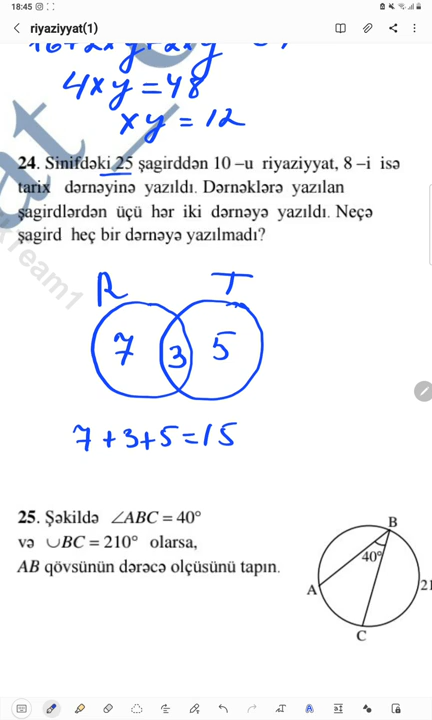 18:45
riyaziyyat(1)
4xy = 48
xy = 12
24. Sinifdəki 25 şagirddən 10 –u riyaziyyat, 8 –i isə
tarix dərnəyinə yazıldı. Dərnəklərə yazılan
şagirdlərdən üçü hər iki dərnəyə yazıldı. Neçə
şagird heç bir dərnəyə yazılmadı?
R T
7 3 5
7+3+5=15
25. Şəkildə ∠ABC = 40°
və ∪BC = 210° olarsa,
AB qövsünün dərəcə olçüsünü tapın.
B
40°
A
21
C